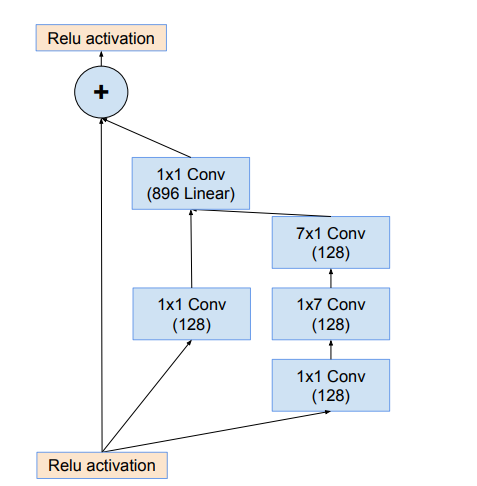 Relu activation
+
1x1 Conv
(896 Linear)
7x1 Conv
(128)
1x1 Conv
(128)
1x7 Conv
(128)
1x1 Conv
(128)
Relu activation